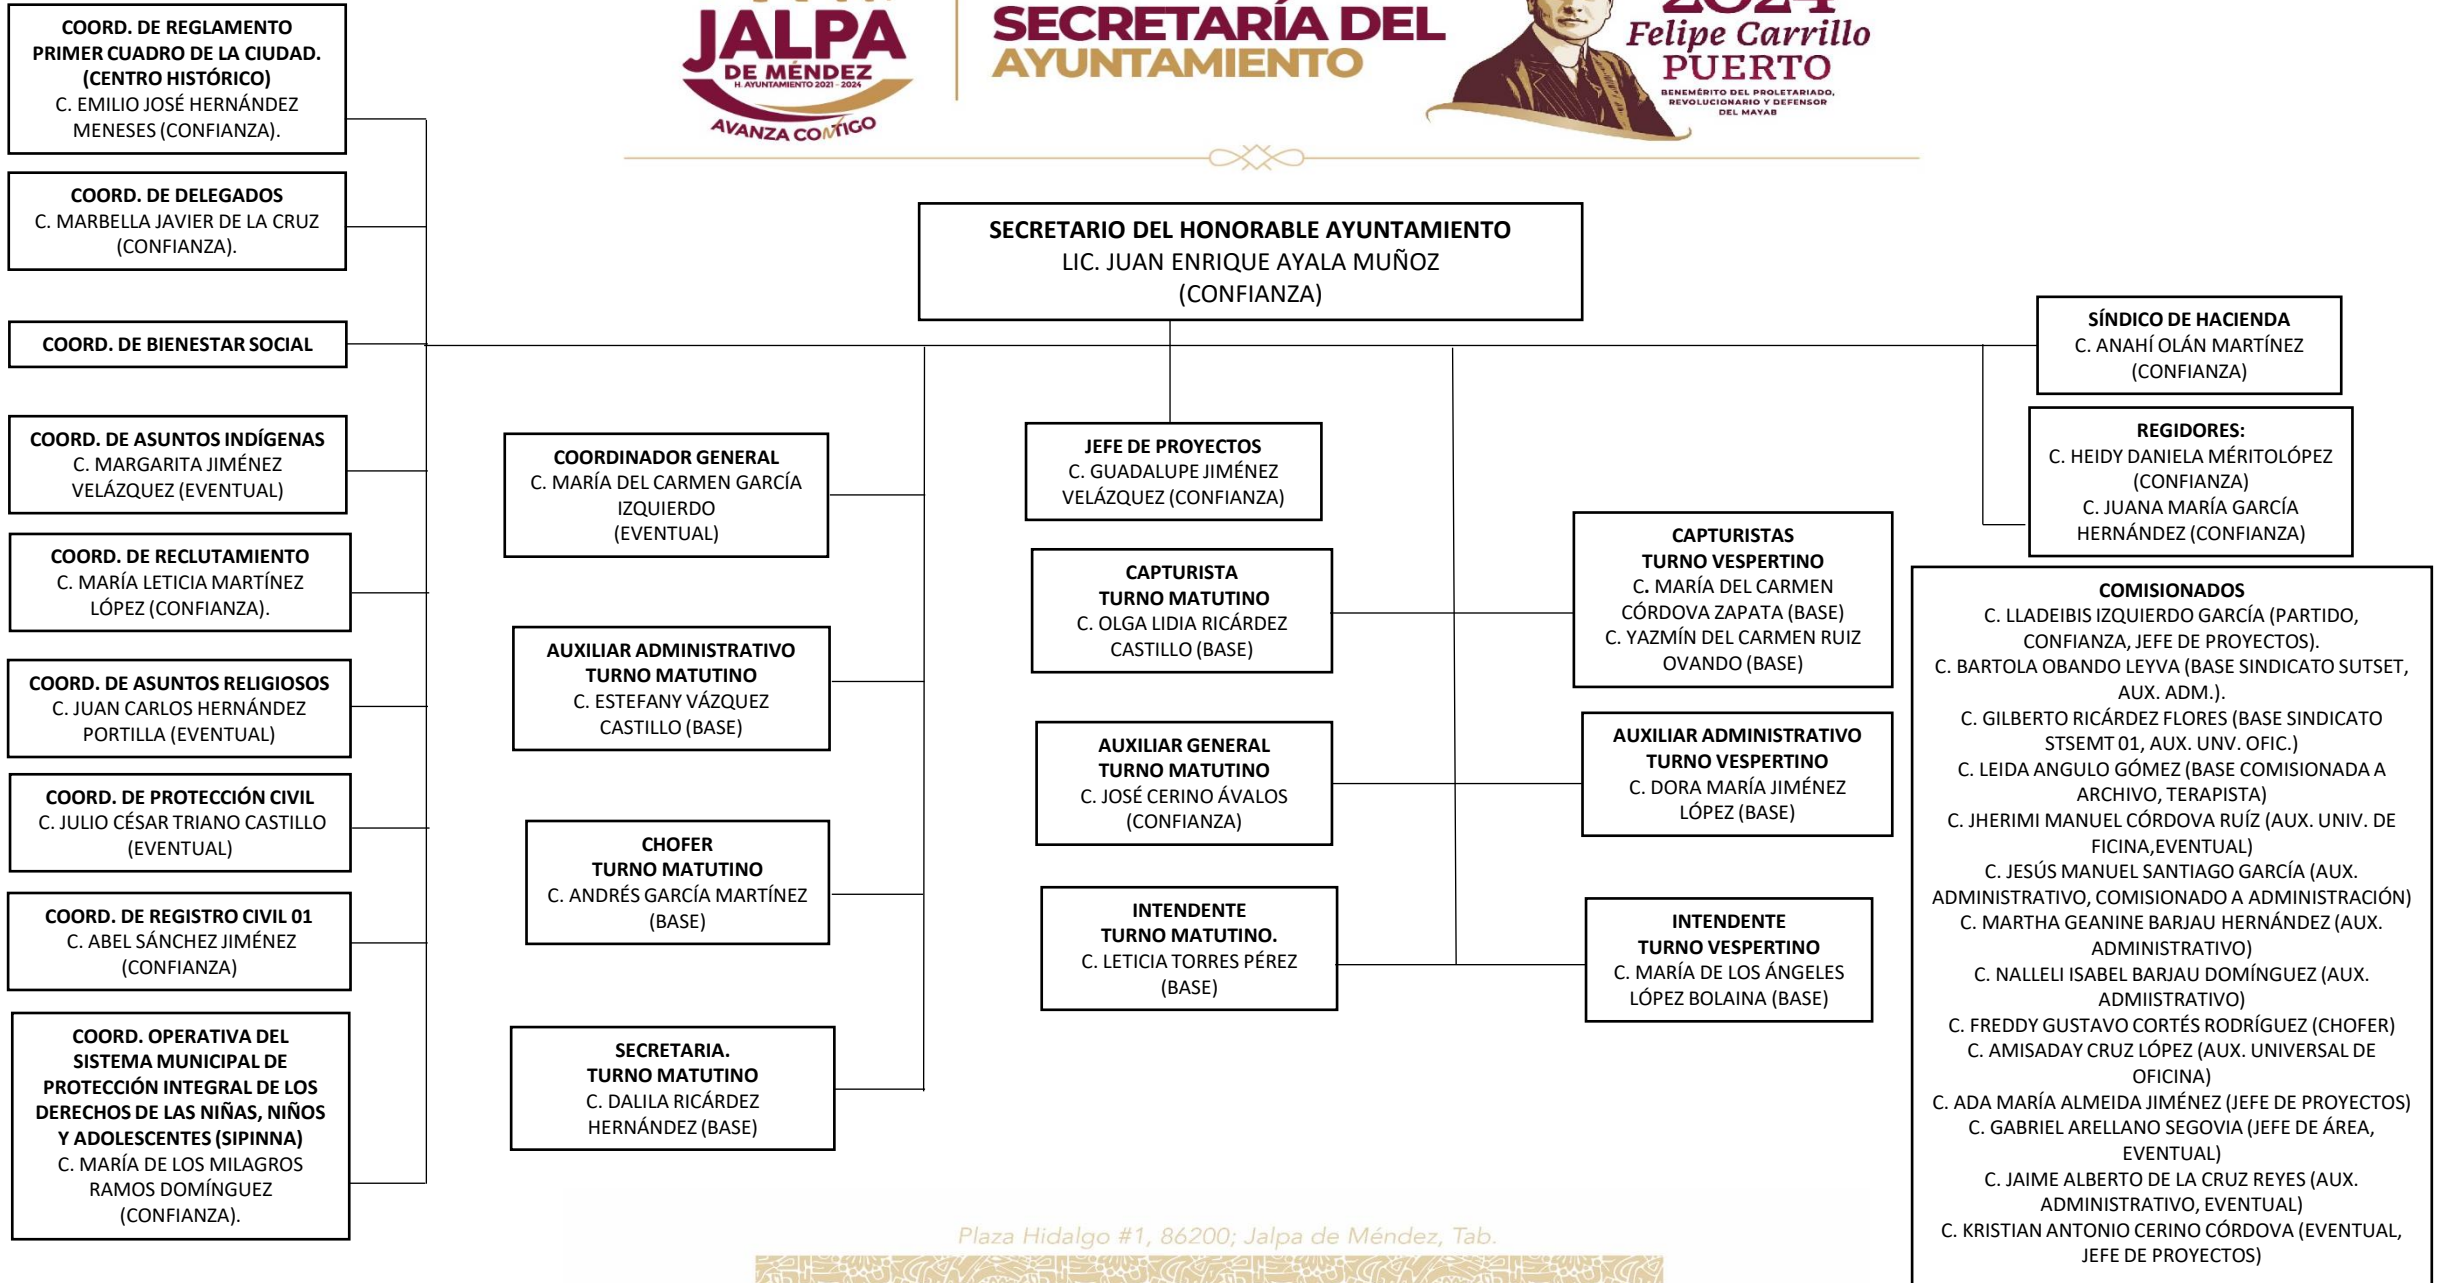 JALPA
DE MÉNDEZ
H. AYUNTAMIENTO 2021 - 2024
AVANZA CONTIGO
SECRETARÍA DEL
AYUNTAMIENTO
2024
Felipe Carrillo
PUERTO
BENEMÉRITO DEL PROLETARIADO,
REVOLUCIONARIO Y DEFENSOR
DEL MAYAB
COORD. DE REGLAMENTO
PRIMER CUADRO DE LA CIUDAD.
(CENTRO HISTÓRICO)
C. EMILIO JOSÉ HERNÁNDEZ
MENESES (CONFIANZA).
COORD. DE DELEGADOS
C. MARBELLA JAVIER DE LA CRUZ
(CONFIANZA).
COORD. DE BIENESTAR SOCIAL
COORD. DE ASUNTOS INDÍGENAS
C. MARGARITA JIMÉNEZ
VELÁZQUEZ (EVENTUAL)
COORD. DE RECLUTAMIENTO
C. MARÍA LETICIA MARTÍNEZ
LÓPEZ (CONFIANZA).
COORD. DE ASUNTOS RELIGIOSOS
C. JUAN CARLOS HERNÁNDEZ
PORTILLA (EVENTUAL)
COORD. DE PROTECCIÓN CIVIL
C. JULIO CÉSAR TRIANO CASTILLO
(EVENTUAL)
COORD. DE REGISTRO CIVIL 01
C. ABEL SÁNCHEZ JIMÉNEZ
(CONFIANZA)
COORD. OPERATIVA DEL
SISTEMA MUNICIPAL DE
PROTECCIÓN INTEGRAL DE LOS
DERECHOS DE LAS NIÑAS, NIÑOS
Y ADOLESCENTES (SIPINNA)
C. MARÍA DE LOS MILAGROS
RAMOS DOMÍNGUEZ
(CONFIANZA).
SECRETARIO DEL HONORABLE AYUNTAMIENTO
LIC. JUAN ENRIQUE AYALA MUÑOZ
(CONFIANZA)
COORDINADOR GENERAL
C. MARÍA DEL CARMEN GARCÍA
IZQUIERDO
(EVENTUAL)
AUXILIAR ADMINISTRATIVO
TURNO MATUTINO
C. ESTEFANY VÁZQUEZ
CASTILLO (BASE)
CHOFER
TURNO MATUTINO
C. ANDRÉS GARCÍA MARTÍNEZ
(BASE)
SECRETARIA.
TURNO MATUTINO
C. DALILA RICÁRDEZ
HERNÁNDEZ (BASE)
JEFE DE PROYECTOS
C. GUADALUPE JIMÉNEZ
VELÁZQUEZ (CONFIANZA)
CAPTURISTA
TURNO MATUTINO
C. OLGA LIDIA RICÁRDEZ
CASTILLO (BASE)
AUXILIAR GENERAL
TURNO MATUTINO
C. JOSÉ CERINO ÁVALOS
(CONFIANZA)
INTENDENTE
TURNO MATUTINO.
C. LETICIA TORRES PÉREZ
(BASE)
CAPTURISTAS
TURNO VESPERTINO
C. MARÍA DEL CARMEN
CÓRDOVA ZAPATA (BASE)
C. YAZMÍN DEL CARMEN RUIZ
OVANDO (BASE)
AUXILIAR ADMINISTRATIVO
TURNO VESPERTINO
C. DORA MARÍA JIMÉNEZ
LÓPEZ (BASE)
INTENDENTE
TURNO VESPERTINO
C. MARÍA DE LOS ÁNGELES
LÓPEZ BOLAINA (BASE)
SÍNDICO DE HACIENDA
C. ANAHÍ OLÁN MARTÍNEZ
(CONFIANZA)
REGIDORES:
C. HEIDY DANIELA MÉRITOLÓPEZ
(CONFIANZA)
C. JUANA MARÍA GARCÍA
HERNÁNDEZ (CONFIANZA)
COMISIONADOS
C. LLADEIBIS IZQUIERDO GARCÍA (PARTIDO,
CONFIANZA, JEFE DE PROYECTOS).
C. BARTOLA OBANDO LEYVA (BASE SINDICATO SUTSET,
AUX. ADM.).
C. GILBERTO RICÁRDEZ FLORES (BASE SINDICATO
STSEMT 01, AUX. UNV. OFIC.)
C. LEIDA ANGULO GÓMEZ (BASE COMISIONADA A
ARCHIVO, TERAPISTA)
C. JHERIMI MANUEL CÓRDOVA RUÍZ (AUX. UNIV. DE
FICINA,EVENTUAL)
C. JESÚS MANUEL SANTIAGO GARCÍA (AUX.
ADMINISTRATIVO, COMISIONADO A ADMINISTRACIÓN)
C. MARTHA GEANINE BARJAU HERNÁNDEZ (AUX.
ADMINISTRATIVO)
C. NALLELI ISABEL BARJAU DOMÍNGUEZ (AUX.
ADMIISTRATIVO)
C. FREDDY GUSTAVO CORTÉS RODRÍGUEZ (CHOFER)
C. AMISADAY CRUZ LÓPEZ (AUX. UNIVERSAL DE
OFICINA)
C. ADA MARÍA ALMEIDA JIMÉNEZ (JEFE DE PROYECTOS)
C. GABRIEL ARELLANO SEGOVIA (JEFE DE ÁREA,
EVENTUAL)
C. JAIME ALBERTO DE LA CRUZ REYES (AUX.
ADMINISTRATIVO, EVENTUAL)
C. KRISTIAN ANTONIO CERINO CÓRDOVA (EVENTUAL,
JEFE DE PROYECTOS)
Plaza Hidalgo #1, 86200; Jalpa de Méndez, Tab.